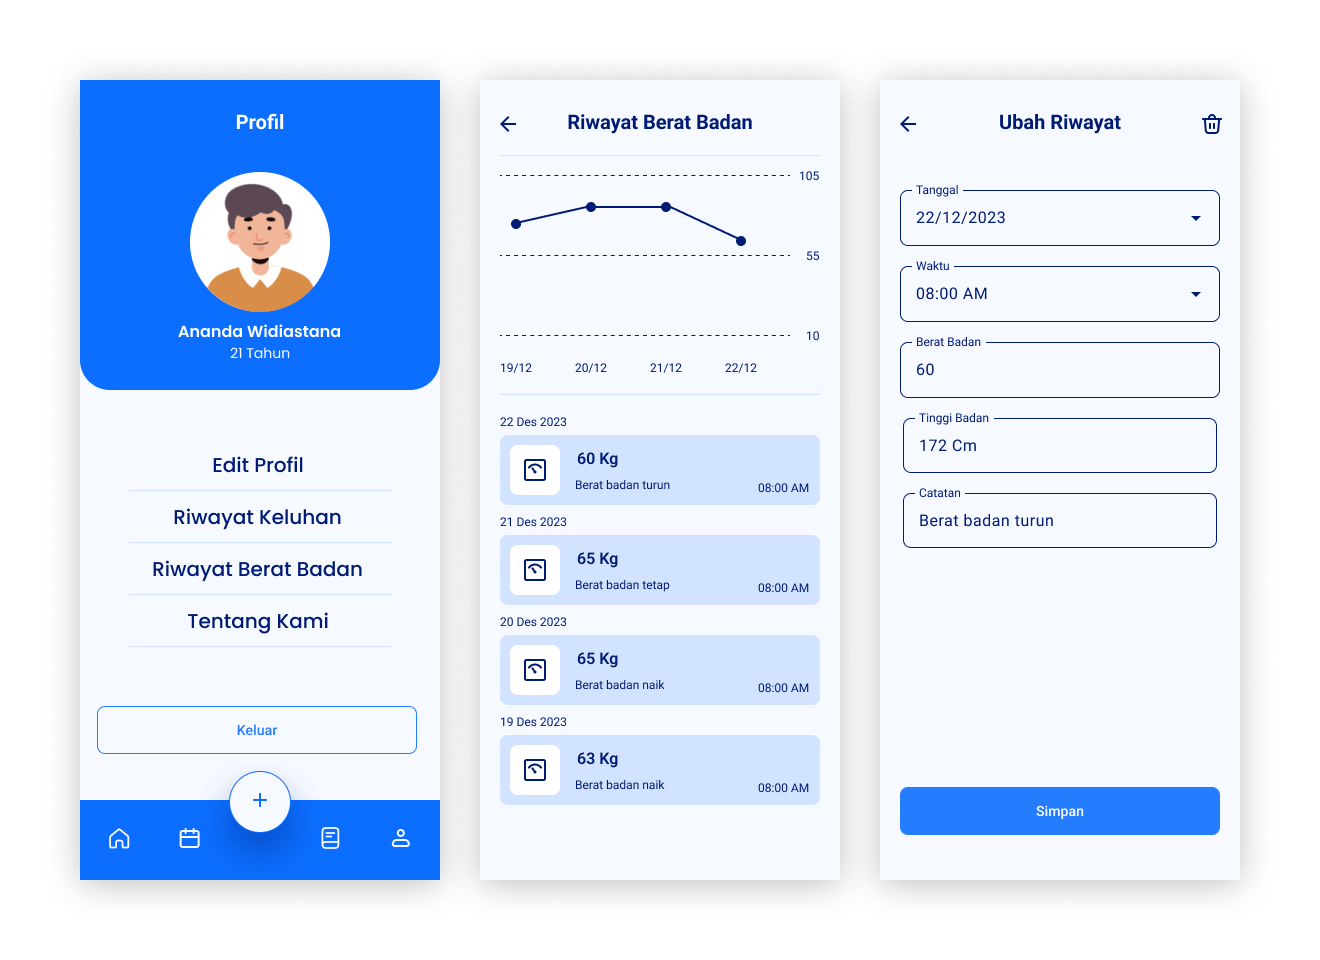 Profil
Ananda Widiastana
21 Tahun
Edit Profil
Riwayat Keluhan
Riwayat Berat Badan
Tentang Kami
Keluar
Riwayat Berat Badan
105
55
10
19/12 20/12 21/12 22/12
22 Des 2023
60 Kg
Berat badan turun 08:00 AM
21 Des 2023
65 Kg
Berat badan tetap 08:00 AM
20 Des 2023
65 Kg
Berat badan naik 08:00 AM
19 Des 2023
63 Kg
Berat badan naik 08:00 AM
Ubah Riwayat
Tanggal
22/12/2023
Waktu
08:00 AM
Berat Badan
60
Tinggi Badan
172 Cm
Catatan
Berat badan turun
Simpan